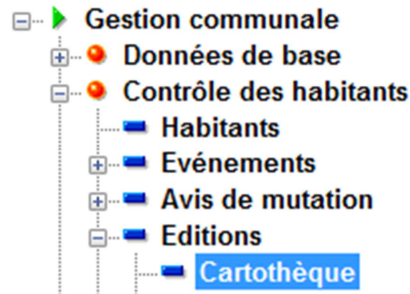 Gestion communale
Données de base
Contrôle des habitants
Habitants
Evénements
Avis de mutation
Editions
Cartothèque